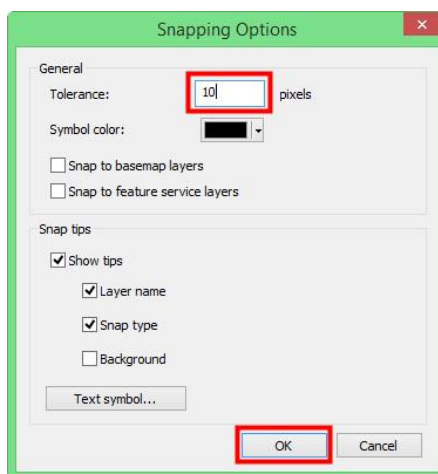 Snapping Options
General
Tolerance: 10 pixels
Symbol color:
Snap to basemap layers
Snap to feature service layers
Snap tips
Show tips
Layer name
Snap type
Background
Text symbol...
OK Cancel